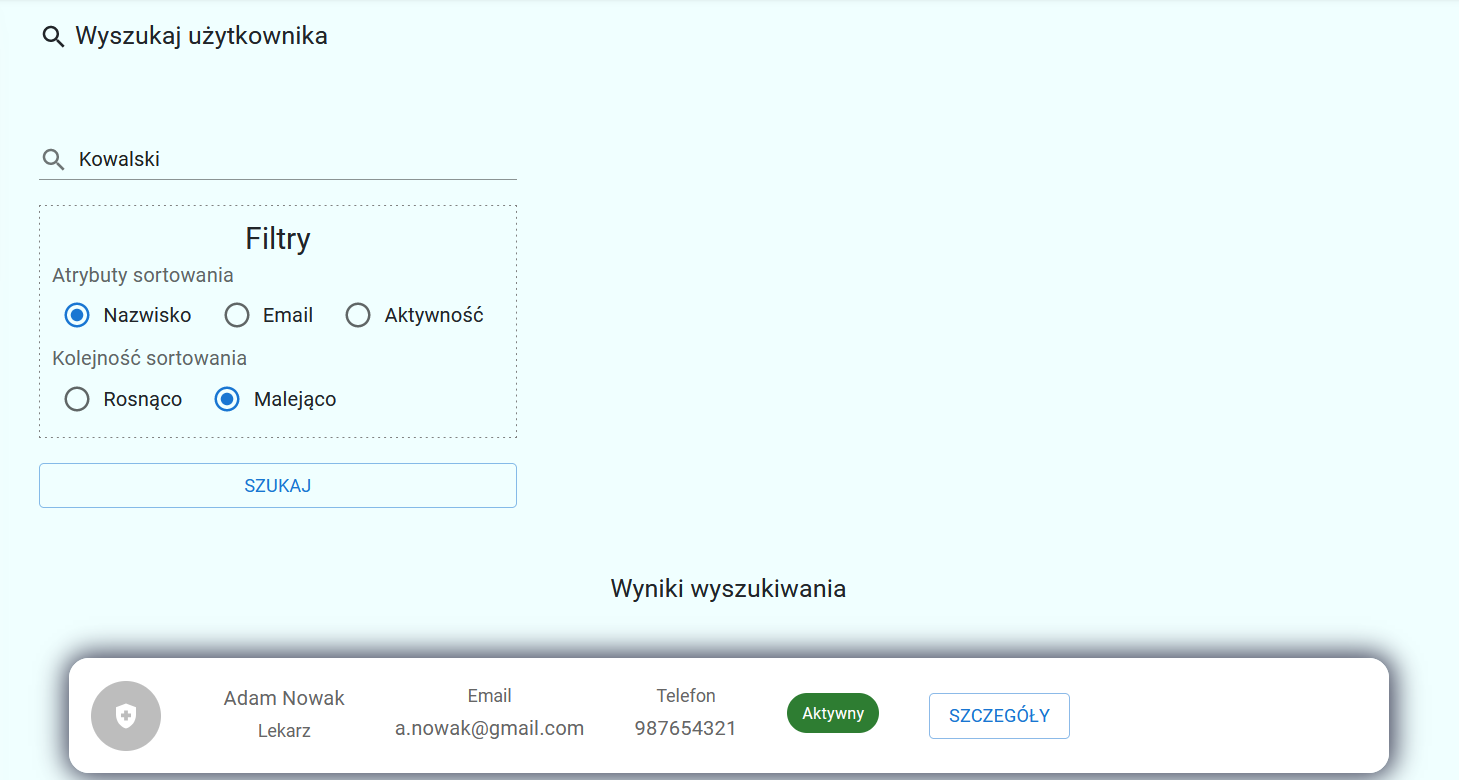 Wyszukaj użytkownika
Kowalski
Filtry
Atrybuty sortowania
Nazwisko Email Aktywność
Kolejność sortowania
Rosnąco Malejąco
SZUKAJ
Wyniki wyszukiwania
Adam Nowak
Lekarz
Email
a.nowak@gmail.com
Telefon
987654321
Aktywny
SZCZEGÓŁY